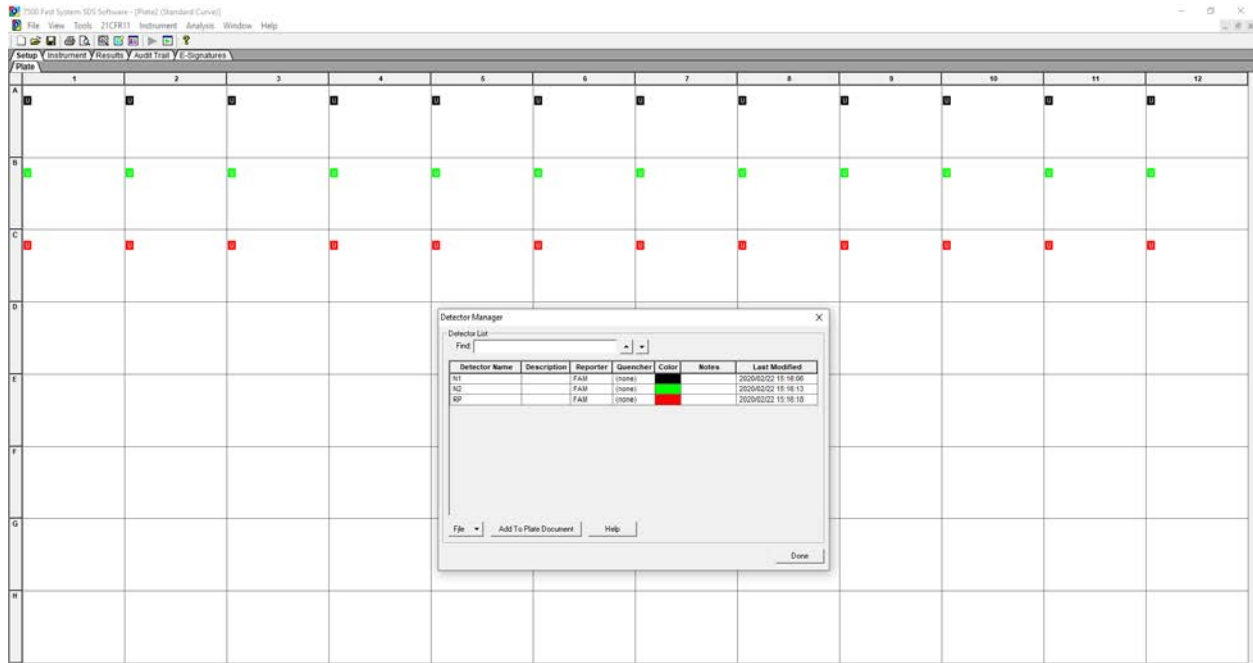 7500 Fast System SDS Software - [Plate2 (Standard Curve)]
File View Tools 21CFR11 Instrument Analysis Window Help
Setup Instrument Results Audit Trail E-Signatures
Plate
1 2 3 4 5 6 7 8 9 10 11 12
A
U U U U U U U U U U U U
B
U U U U U U U U U U U U
C
U U U U U U U U U U U U
D
Detector Manager
Detector List
Find:
Detector Name Description Reporter Quencher Color Notes Last Modified
N1 FAM (none) 2020/02/22 15:16:06
N2 FAM (none) 2020/02/22 15:16:13
RP FAM (none) 2020/02/22 15:16:18
E
F
G
File Add To Plate Document Help
Done
H